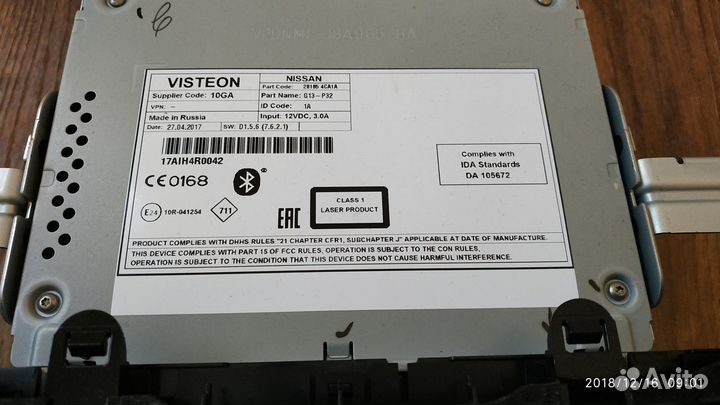 VISTEON
Supplier Code: 10GA
VPN: –
Made in Russia
Date: 27.04.2017
SW: D1.5.6 (7.6.2.1)
NISSAN
Part Code: 28185 4CA1A
Part Name: G13-P32
ID Code: 1A
Input: 12VDC, 3.0A
17AIH4R0042
CE0168
E24 10R-041254
711
EAC
CLASS 1
LASER PRODUCT
Complies with
IDA Standards
DA 105672
PRODUCT COMPLIES WITH DHHS RULES "21 CHAPTER CFR1, SUBCHAPTER J" APPLICABLE AT DATE OF MANUFACTURE.
THIS DEVICE COMPLIES WITH PART 15 OF FCC RULES, OPERATION IS SUBJECT TO THE CON RULES,
OPERATION IS SUBJECT TO THE CONDITION THAT THIS DEVICE DOES NOT CAUSE HARMFUL INTERFERENCE.
2018/12/16 09:01
Avito